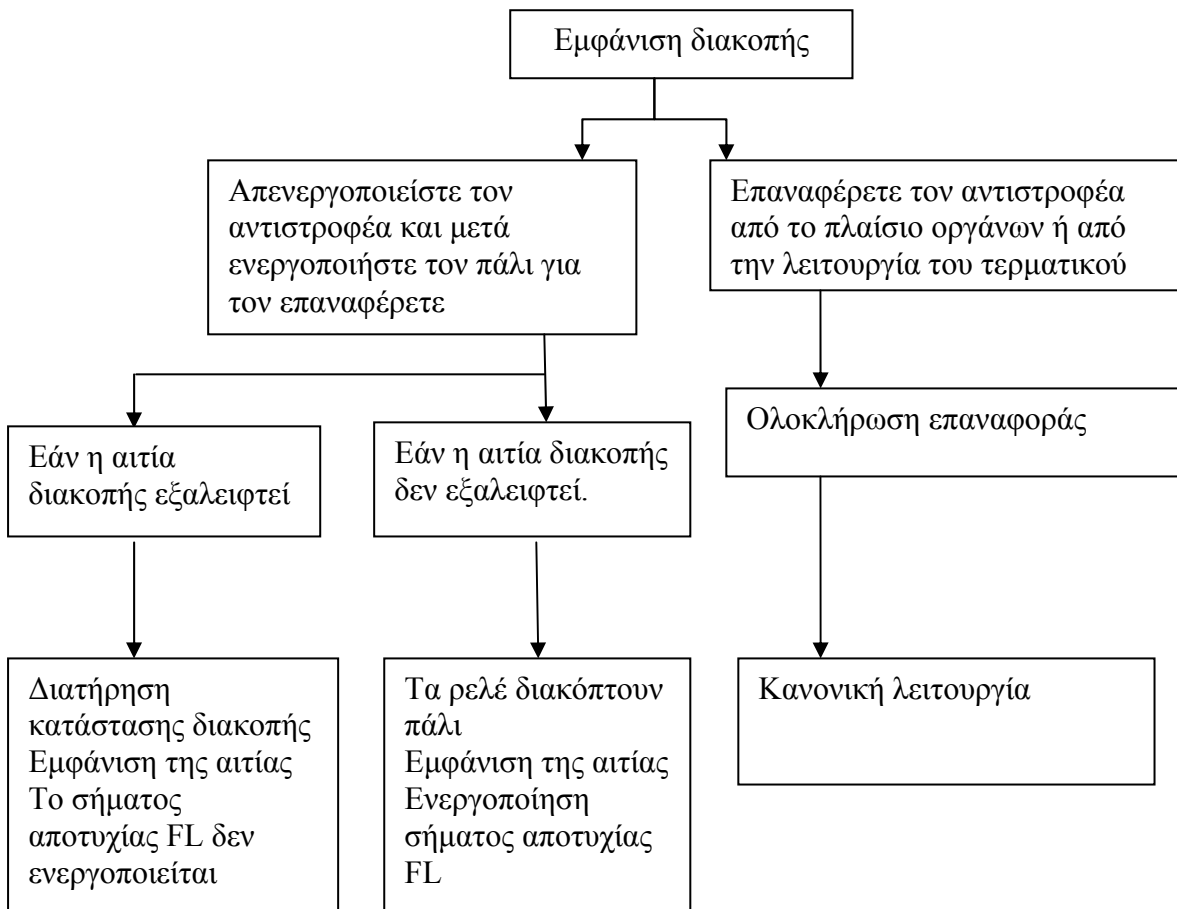 Εμφάνιση διακοπής
Απενεργοποιείστε τον
αντιστροφέα και μετά
ενεργοποιήστε τον πάλι για
τον επαναφέρετε
Επαναφέρετε τον αντιστροφέα
από το πλαίσιο οργάνων ή από
την λειτουργία του τερματικού
Εάν η αιτία
διακοπής εξαλειφτεί
Εάν η αιτία διακοπής
δεν εξαλειφτεί.
Ολοκλήρωση επαναφοράς
Διατήρηση
κατάστασης διακοπής
Εμφάνιση της αιτίας
Το σήματος
αποτυχίας FL δεν
ενεργοποιείται
Τα ρελέ διακόπτουν
πάλι
Εμφάνιση της αιτίας
Ενεργοποίηση
σήματος αποτυχίας
FL
Κανονική λειτουργία